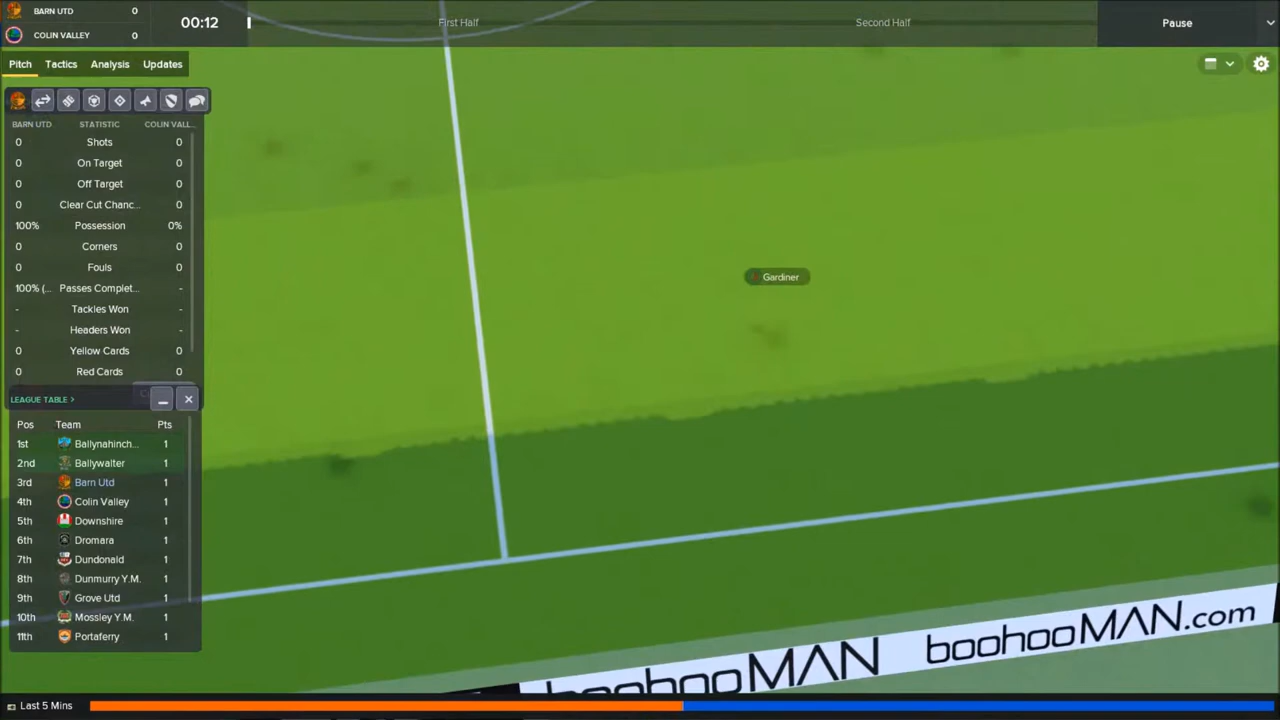 BARN UTD 0
COLIN VALLEY 0
00:12
First Half
Second Half
Pause
Pitch Tactics Analysis Updates
BARN UTD STATISTIC COLIN VALL...
0 Shots 0
0 On Target 0
0 Off Target 0
0 Clear Cut Chanc... 0
100% Possession 0%
0 Corners 0
0 Fouls 0
100% (... Passes Complet... -
- Tackles Won -
- Headers Won -
0 Yellow Cards 0
0 Red Cards 0
LEAGUE TABLE >
Pos Team Pts
1st Ballynahinch... 1
2nd Ballywalter 1
3rd Barn Utd 1
4th Colin Valley 1
5th Downshire 1
6th Dromara 1
7th Dundonald 1
8th Dunmurry Y.M. 1
9th Grove Utd 1
10th Mossley Y.M. 1
11th Portaferry 1
Gardiner
boohooMAN boohooMAN.com
Last 5 Mins